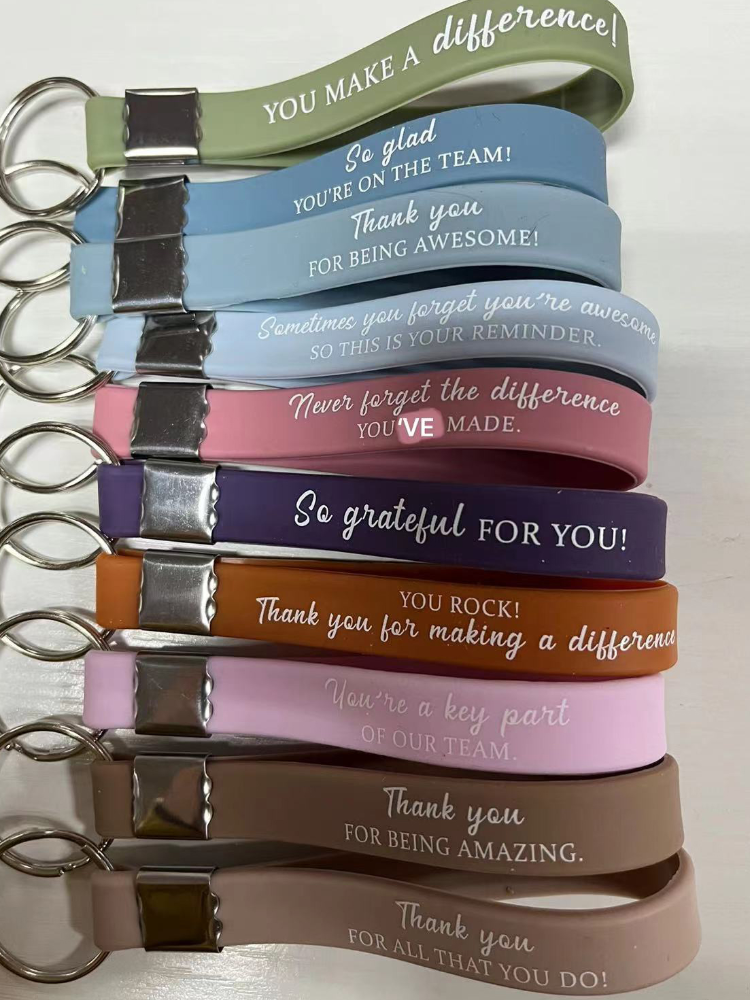 YOU MAKE A difference!
So glad
YOU'RE ON THE TEAM!
Thank you
FOR BEING AWESOME!
Sometimes you forget you're awesome
SO THIS IS YOUR REMINDER.
Never forget the difference
YOU'VE MADE.
So grateful FOR YOU!
YOU ROCK!
Thank you for making a difference
You're a key part
OF OUR TEAM.
Thank you
FOR BEING AMAZING.
Thank you
FOR ALL THAT YOU DO!